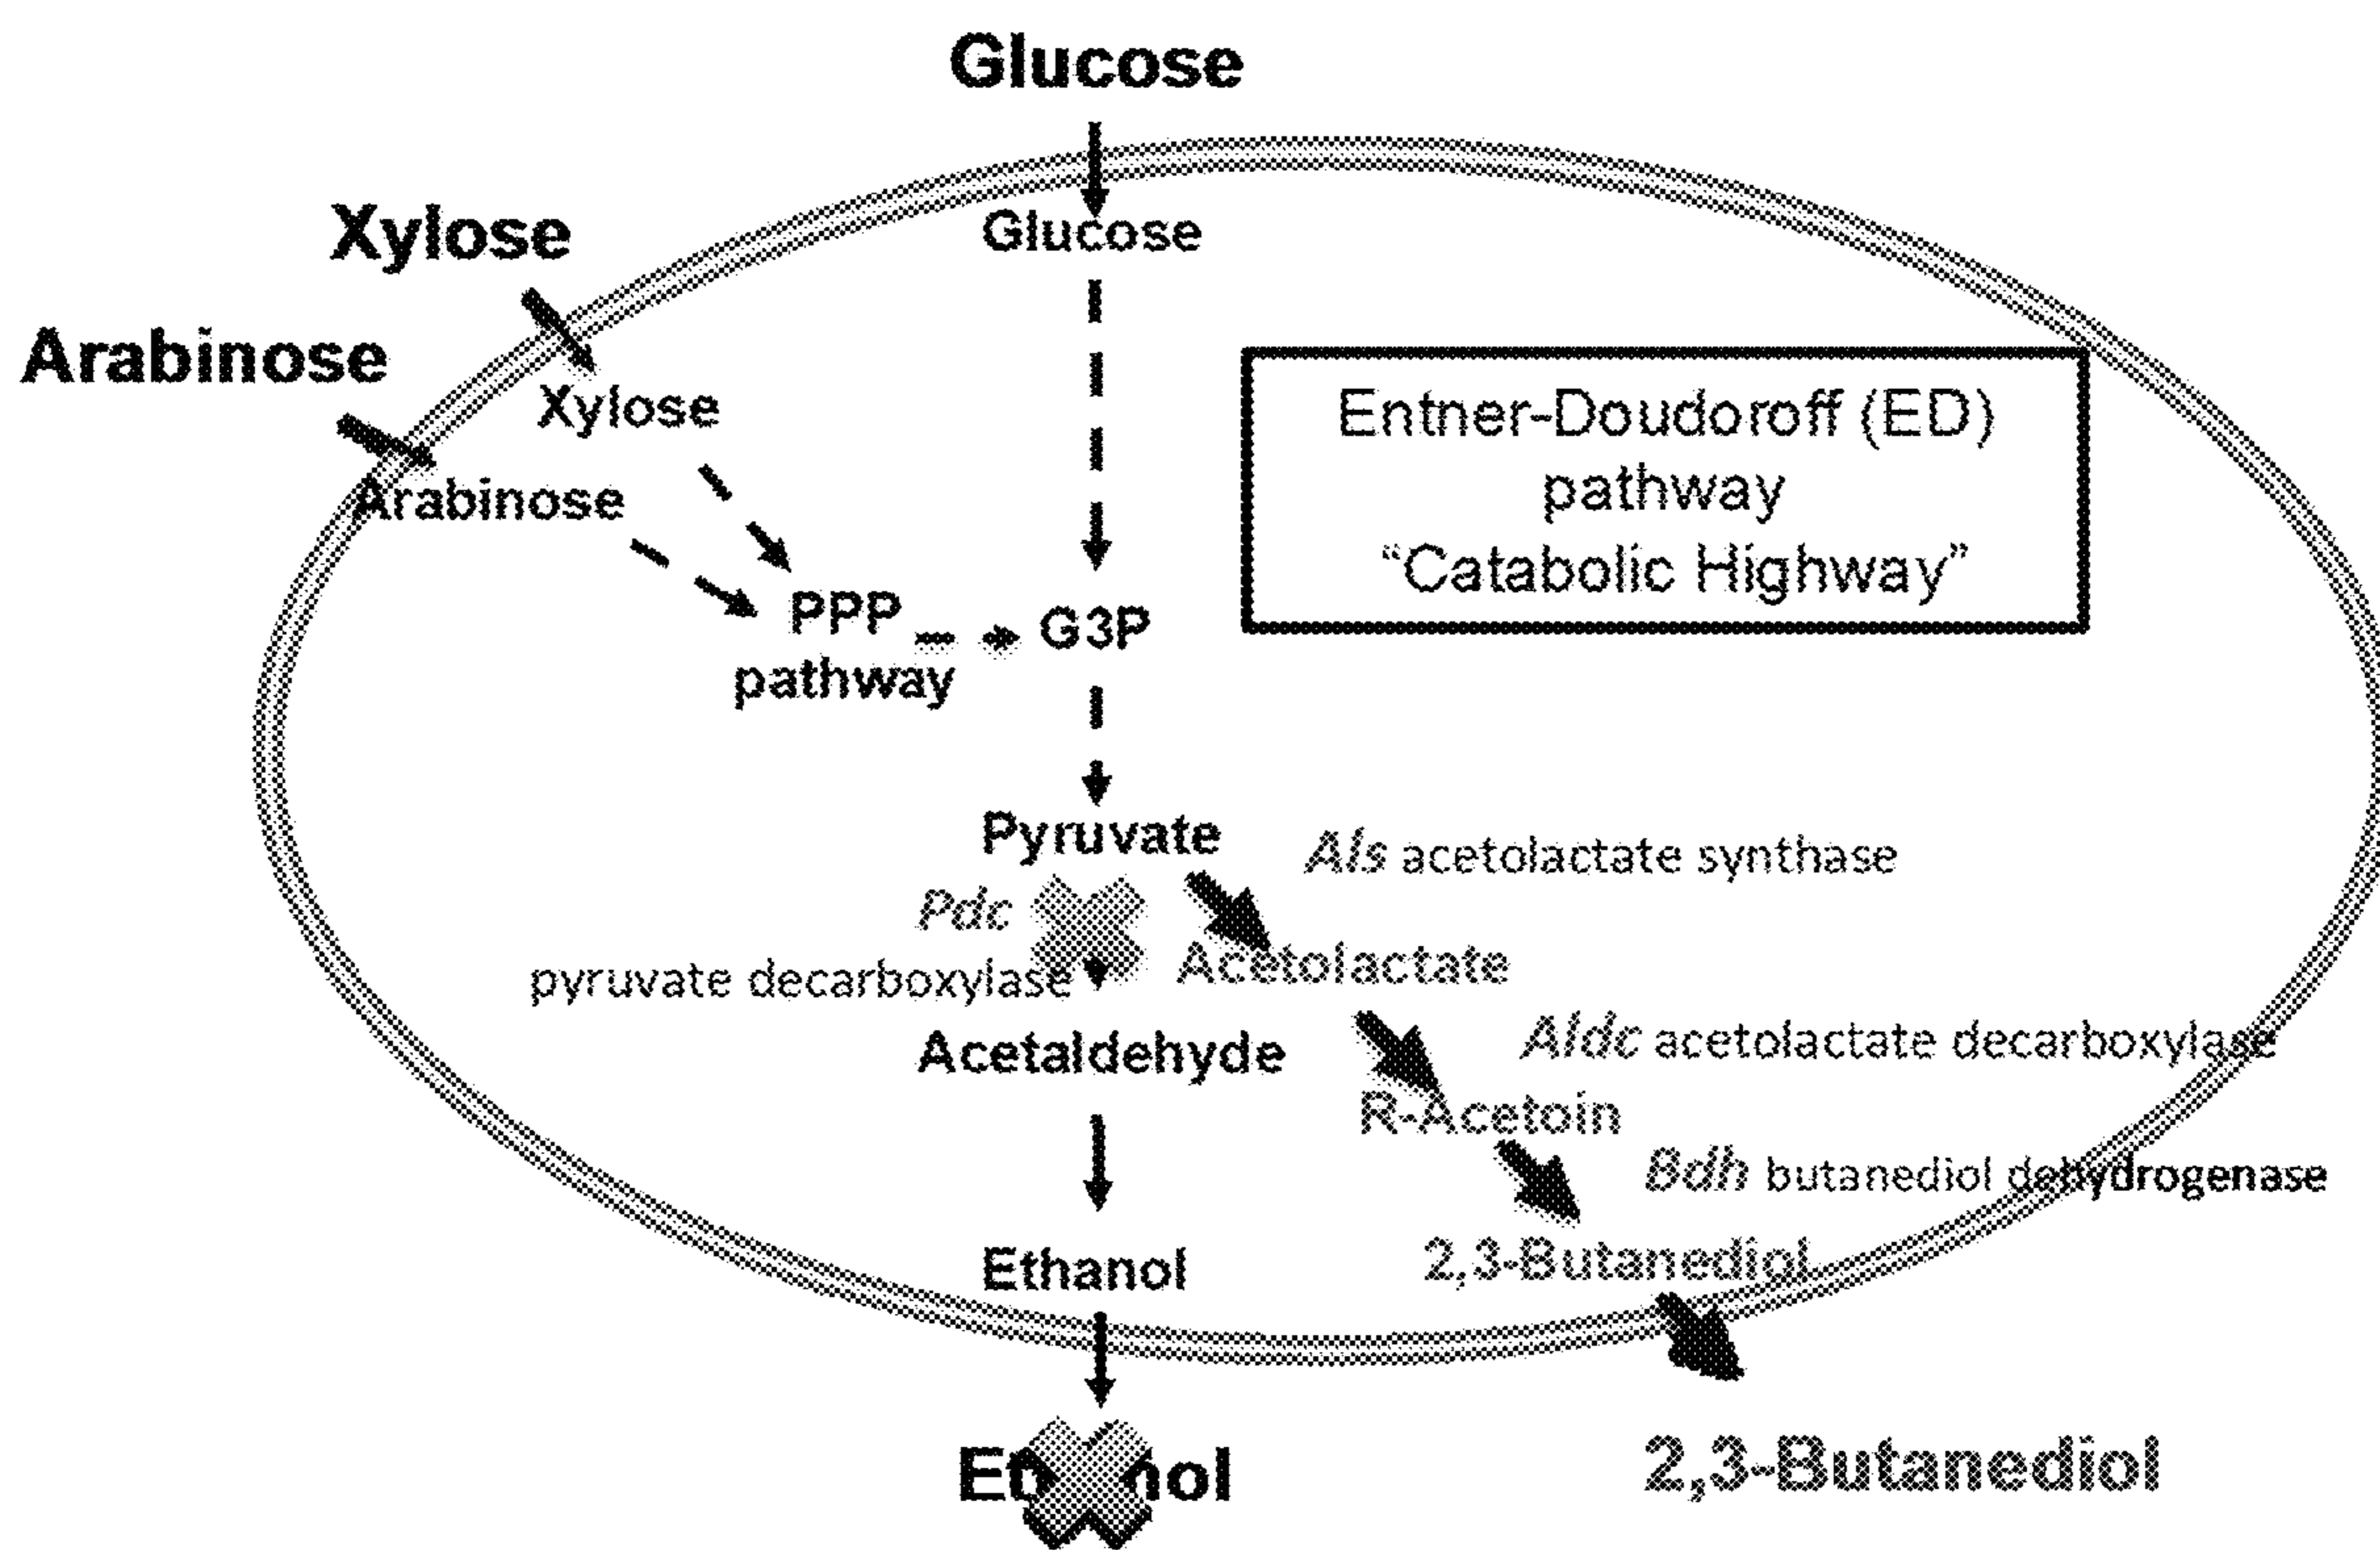 Glucose
Glucose
Xylose
Arabinose
Xylose
Arabinose
Entner-Doudoroff (ED)
pathway
“Catabolic Highway”
PPP
pathway
G3P
Pyruvate
Als acetolactate synthase
Pdc
pyruvate decarboxylase
Acetolactate
Aldc acetolactate decarboxylase
Acetaldehyde
R-Acetoin
Bdh butanediol dehydrogenase
Ethanol
2,3-Butanediol
2,3-Butanediol